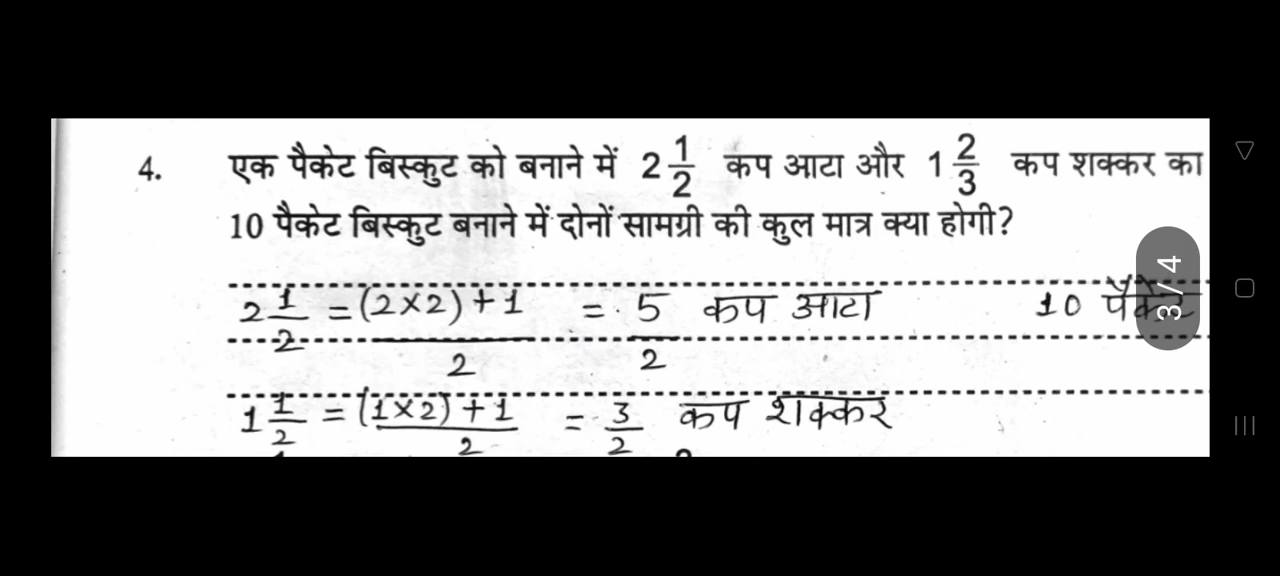 4. एक पैकेट बिस्कुट को बनाने में 2 1/2 कप आटा और 1 2/3 कप शक्कर का
10 पैकेट बिस्कुट बनाने में दोनों सामग्री की कुल मात्र क्या होगी?
2 1/2 = (2×2)+1/2 = 5/2 कप आटा 10 पैकेट
1 1/2 = (1×2)+1/2 = 3/2 कप शक्कर
3/4